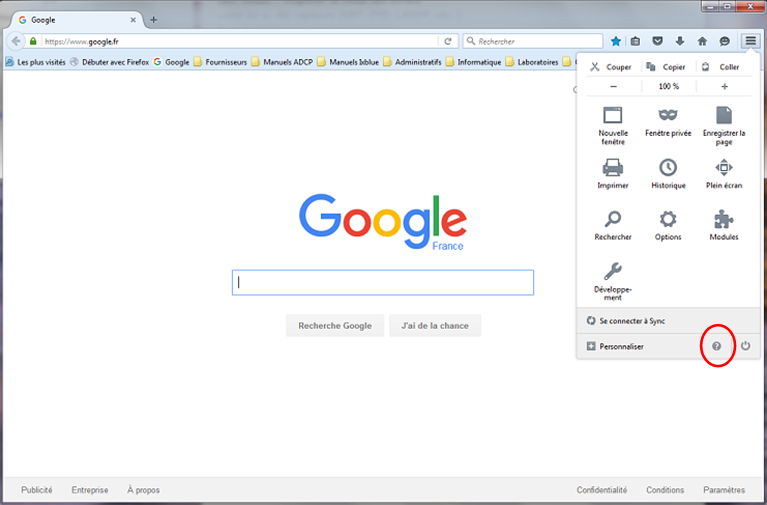 Google
https://www.google.fr
Rechercher
Les plus visités
Débuter avec Firefox
Google
Fournisseurs
Manuels ADCP
Manuels Ixblue
Administratifs
Informatique
Laboratoires
Couper
Copier
Coller
100 %
Nouvelle
fenêtre
Fenêtre privée
Enregistrer la
page
Imprimer
Historique
Plein écran
Rechercher
Options
Modules
Développe-
ment
Se connecter à Sync
Personnaliser
Google
France
Recherche Google
J'ai de la chance
Publicité
Entreprise
À propos
Confidentialité
Conditions
Paramètres